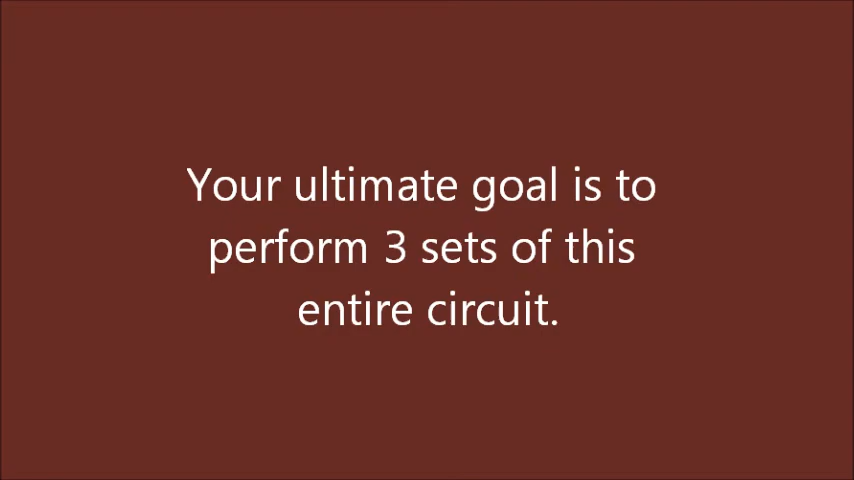 Your ultimate goal is to
perform 3 sets of this
entire circuit.